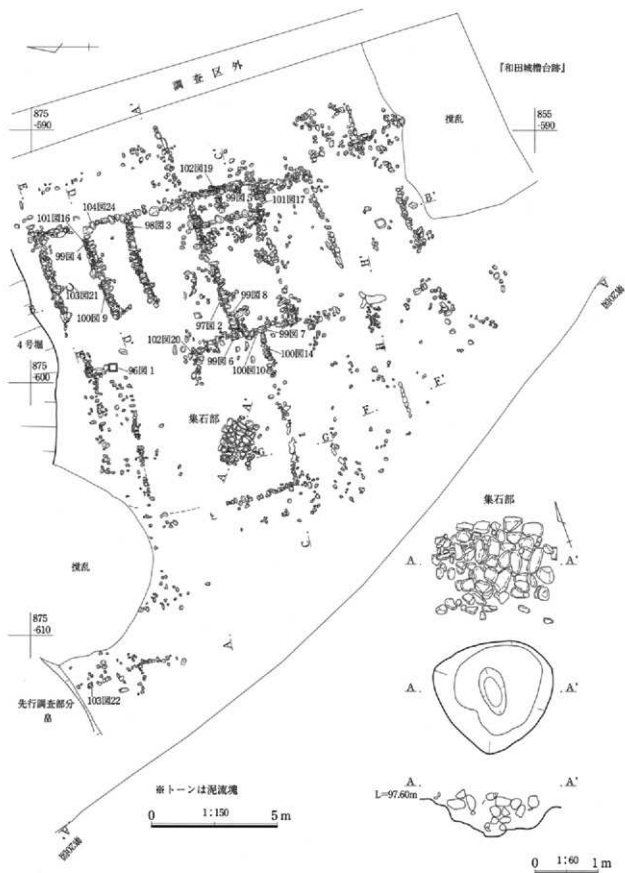 調査区外
『和田城櫓台跡』
875
-590
攪乱
855
-590
A'
C'
102図19
99図5
101図17
104図24
101図16
98図3
B'
E'
D'
99図4
H'
A'
103図21
100図9
99図8
97図2
4号堀
D
102図20
99図7
H
99図6
100図14
100図10
875
-600
96図1
F'
E'
A'
F
集石部
G'
G
A
C
集石部
A
A'
攪乱
875
-610
A
A
A'
103図22
先行調査部分
畠
A
A'
L=97.60m
※トーンは泥流塊
0
1:150
5m
A'
0
1:60
1m